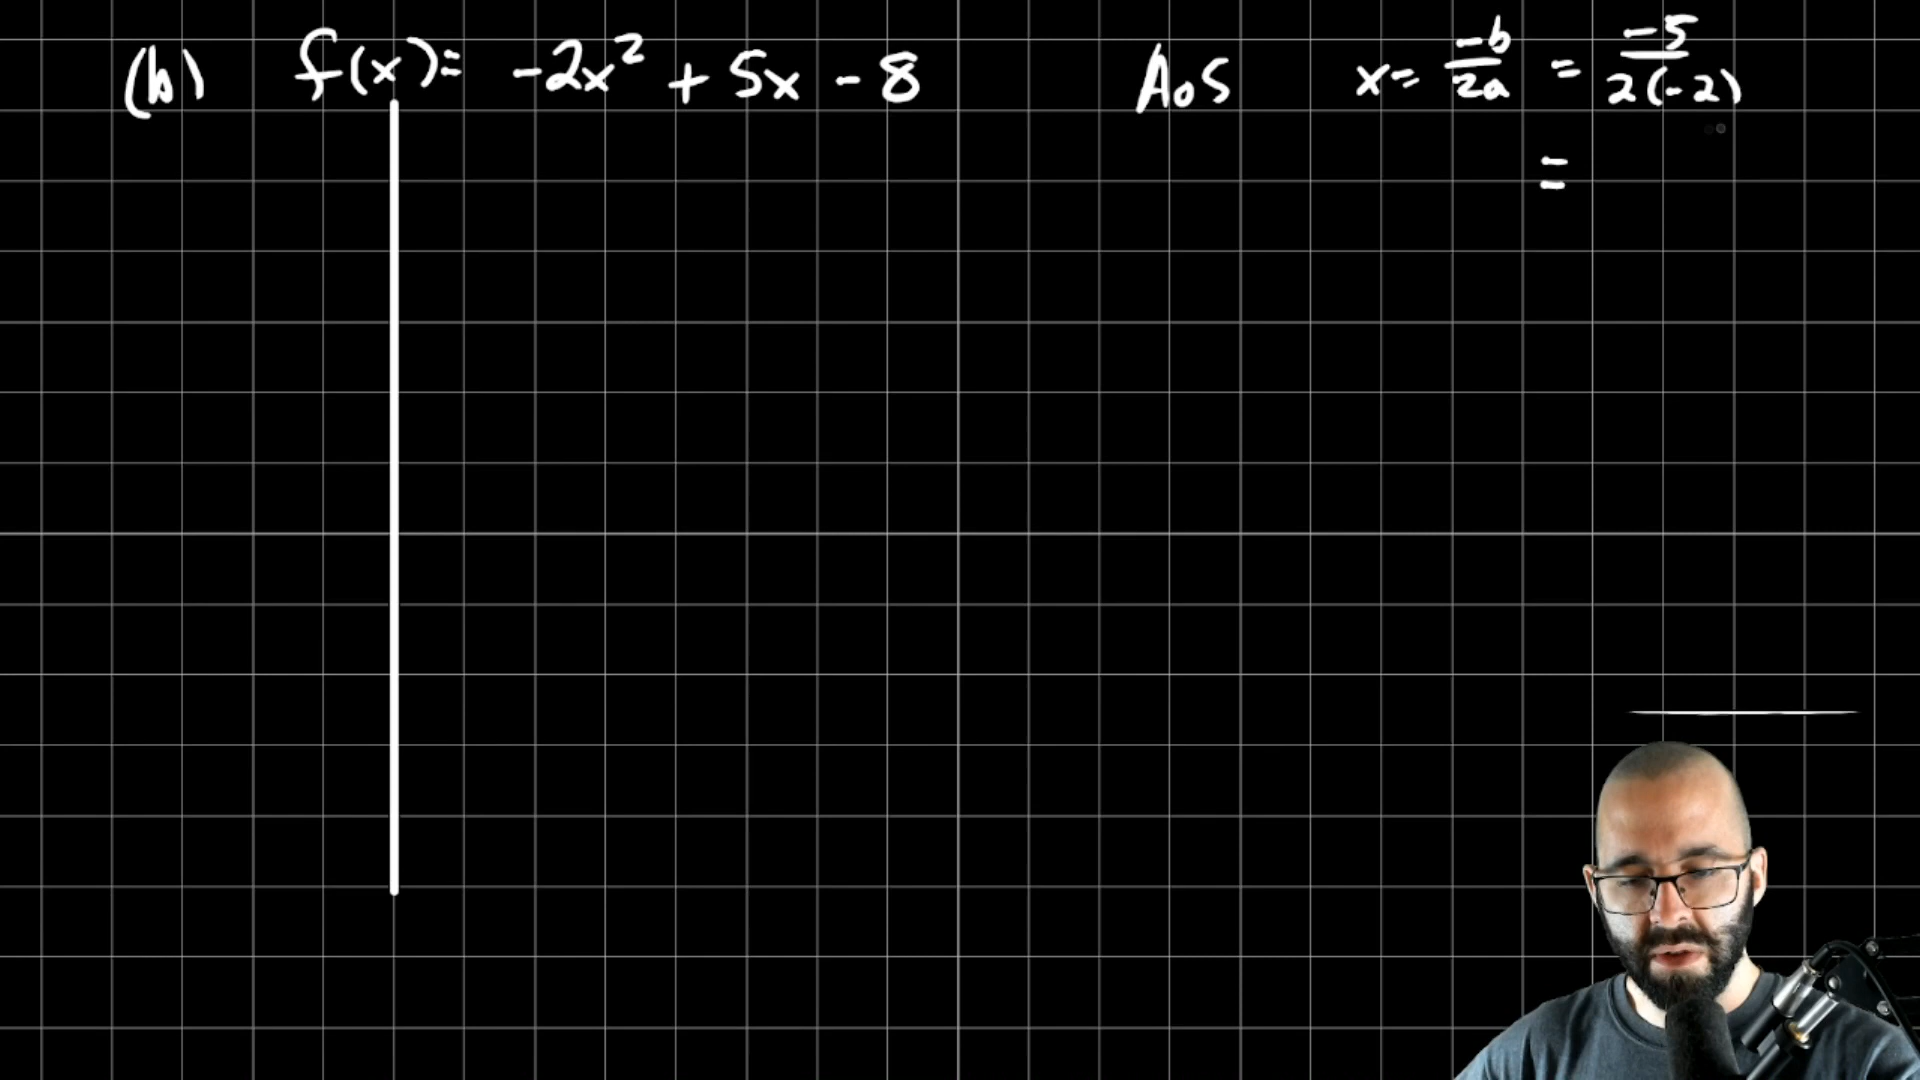 (b) f(x) = -2x² + 5x - 8 AoS x = -b/2a = -5/2(-2)
=